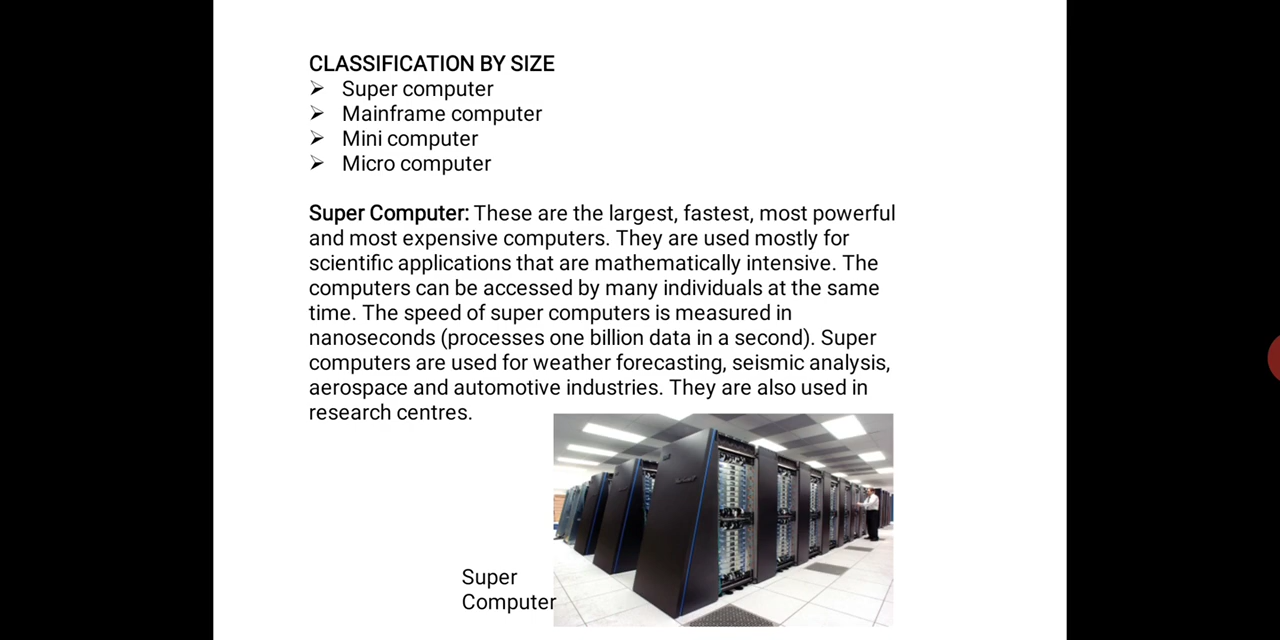 CLASSIFICATION BY SIZE
➢ Super computer
➢ Mainframe computer
➢ Mini computer
➢ Micro computer
Super Computer: These are the largest, fastest, most powerful
and most expensive computers. They are used mostly for
scientific applications that are mathematically intensive. The
computers can be accessed by many individuals at the same
time. The speed of super computers is measured in
nanoseconds (processes one billion data in a second). Super
computers are used for weather forecasting, seismic analysis,
aerospace and automotive industries. They are also used in
research centres.
Super
Computer